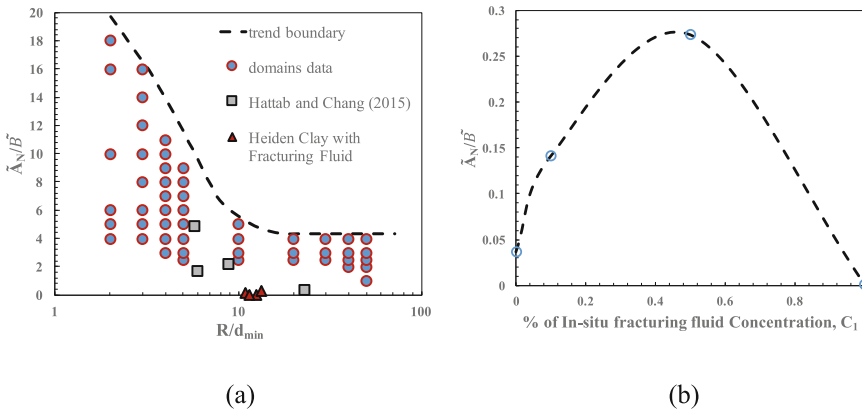 20
18
16
14
12
10
8
6
4
2
0
Ã_N/B̃
trend boundary
domains data
Hattab and Chang (2015)
Heiden Clay with
Fracturing Fluid
1
10
100
R/d_min
(a)
0.3
0.25
0.2
0.15
0.1
0.05
0
Ã_N/B̃
0
0.2
0.4
0.6
0.8
% of In-situ fracturing fluid Concentration, C_1
(b)